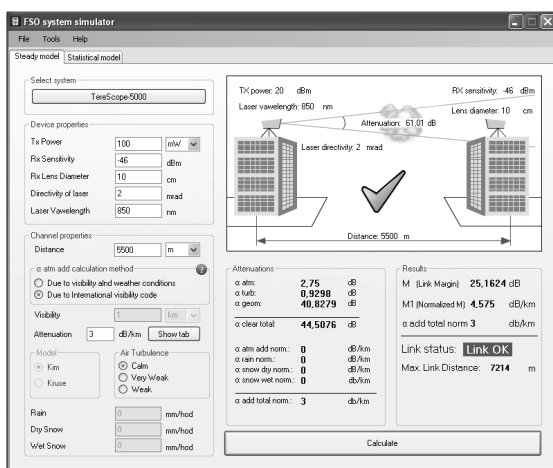 FSO system simulator
File Tools Help
Steady model Statistical model
Select system
TereScope-5000
Device properties
Tx Power 100 mW
Rx Sensitivity -46 dBm
Rx Lens Diameter 10 cm
Directivity of laser 2 mrad
Laser Vavelength 850 nm
Channel properties
Distance 5500 m
α atm add calculation method
Due to visibility alnd weather conditions
Due to International visibility code
Visibility 1 km
Attenuation 3 dB/km Show tab
Model
Kim
Kruse
Air Turbulence
Calm
Very Weak
Weak
Rain 0 mm/hod
Dry Snow 0 mm/hod
Wet Snow 0 mm/hod
TX power: 20 dBm
Laser vawelength: 850 nm
RX sensitivity: -46 dBm
Lens diameter: 10 cm
Attenuation: 61,01 dB
Laser directivity: 2 mrad
Distance: 5500 m
Attenuations
α atm: 2,75 dB
α turb: 0,9298 dB
α geom: 40,8279 dB
α clear total: 44,5076 dB
α atm add norm.: 0 dB/km
α rain norm.: 0 dB/km
α snow dry norm.: 0 dB/km
α snow wet norm.: 0 dB/km
α add total norm.: 3 db/km
Results
M (Link Margin) 25,1624 dB
M1 (Normalized M) 4,575 dB/km
α add total norm 3 dB/km
Link status: Link OK
Max. Link Distance: 7214 m
Calculate